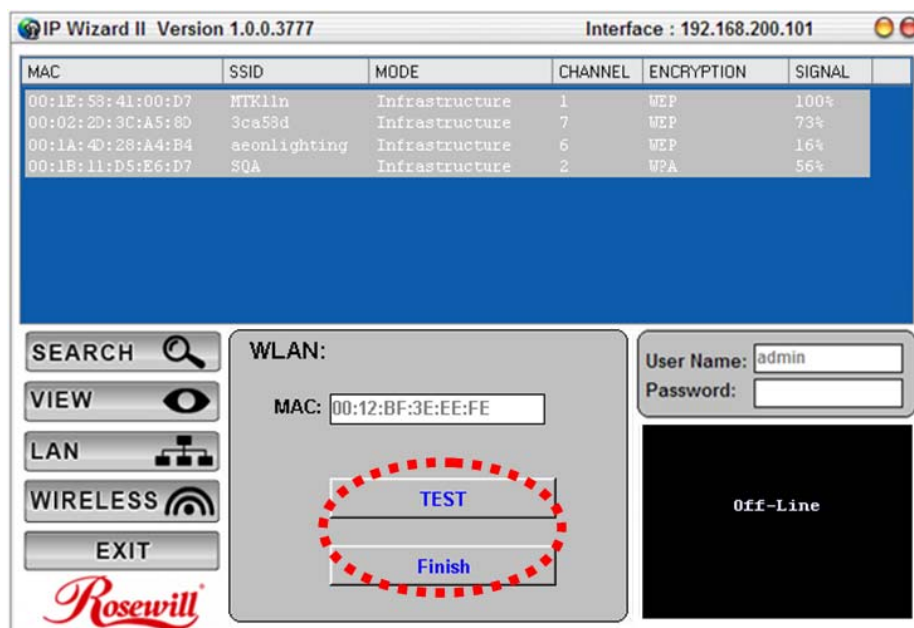 IP Wizard II Version 1.0.0.3777 Interface : 192.168.200.101
MAC SSID MODE CHANNEL ENCRYPTION SIGNAL
00:1E:58:41:00:D7 MTK11n Infrastructure 1 WEP 100%
00:02:2D:3C:A5:8D 3ca58d Infrastructure 7 WEP 73%
00:1A:4D:28:A4:B4 aeonlighting Infrastructure 6 WEP 16%
00:1B:11:D5:E6:D7 SQA Infrastructure 2 W?A 56%
SEARCH
VIEW
LAN
WIRELESS
EXIT
Rosewill
WLAN:
MAC: 00:12:BF:3E:EE:FE
TEST
Finish
User Name: admin
Password:
Off-Line